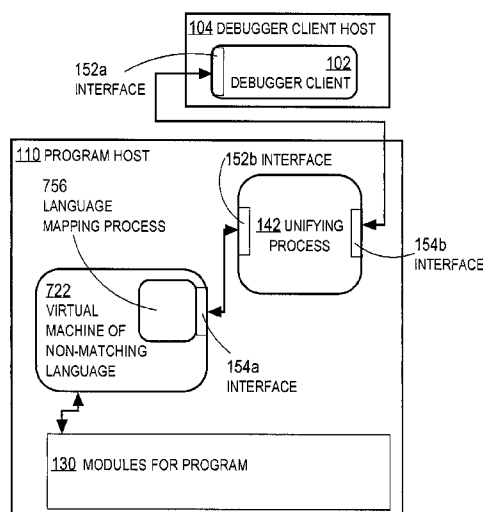 104 DEBUGGER CLIENT HOST
152a
INTERFACE
102
DEBUGGER CLIENT
110 PROGRAM HOST
152b INTERFACE
756
LANGUAGE
MAPPING PROCESS
142 UNIFYING
PROCESS
154b
INTERFACE
722
VIRTUAL
MACHINE OF
NON-MATCHING
LANGUAGE
154a
INTERFACE
130 MODULES FOR PROGRAM